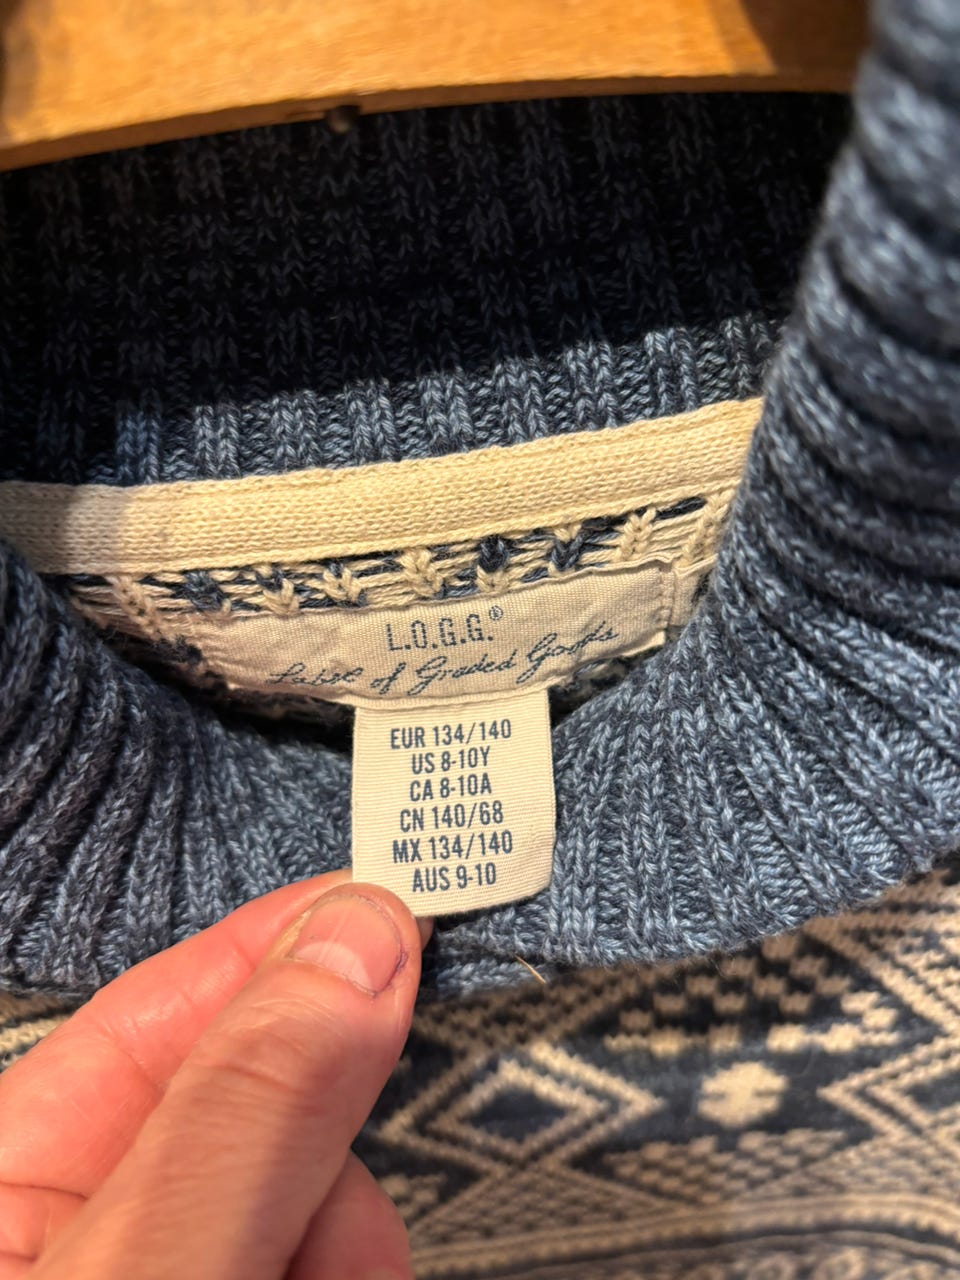 L.O.G.G.®
Label of Graded Goods
EUR 134/140
US 8-10Y
CA 8-10A
CN 140/68
MX 134/140
AUS 9-10